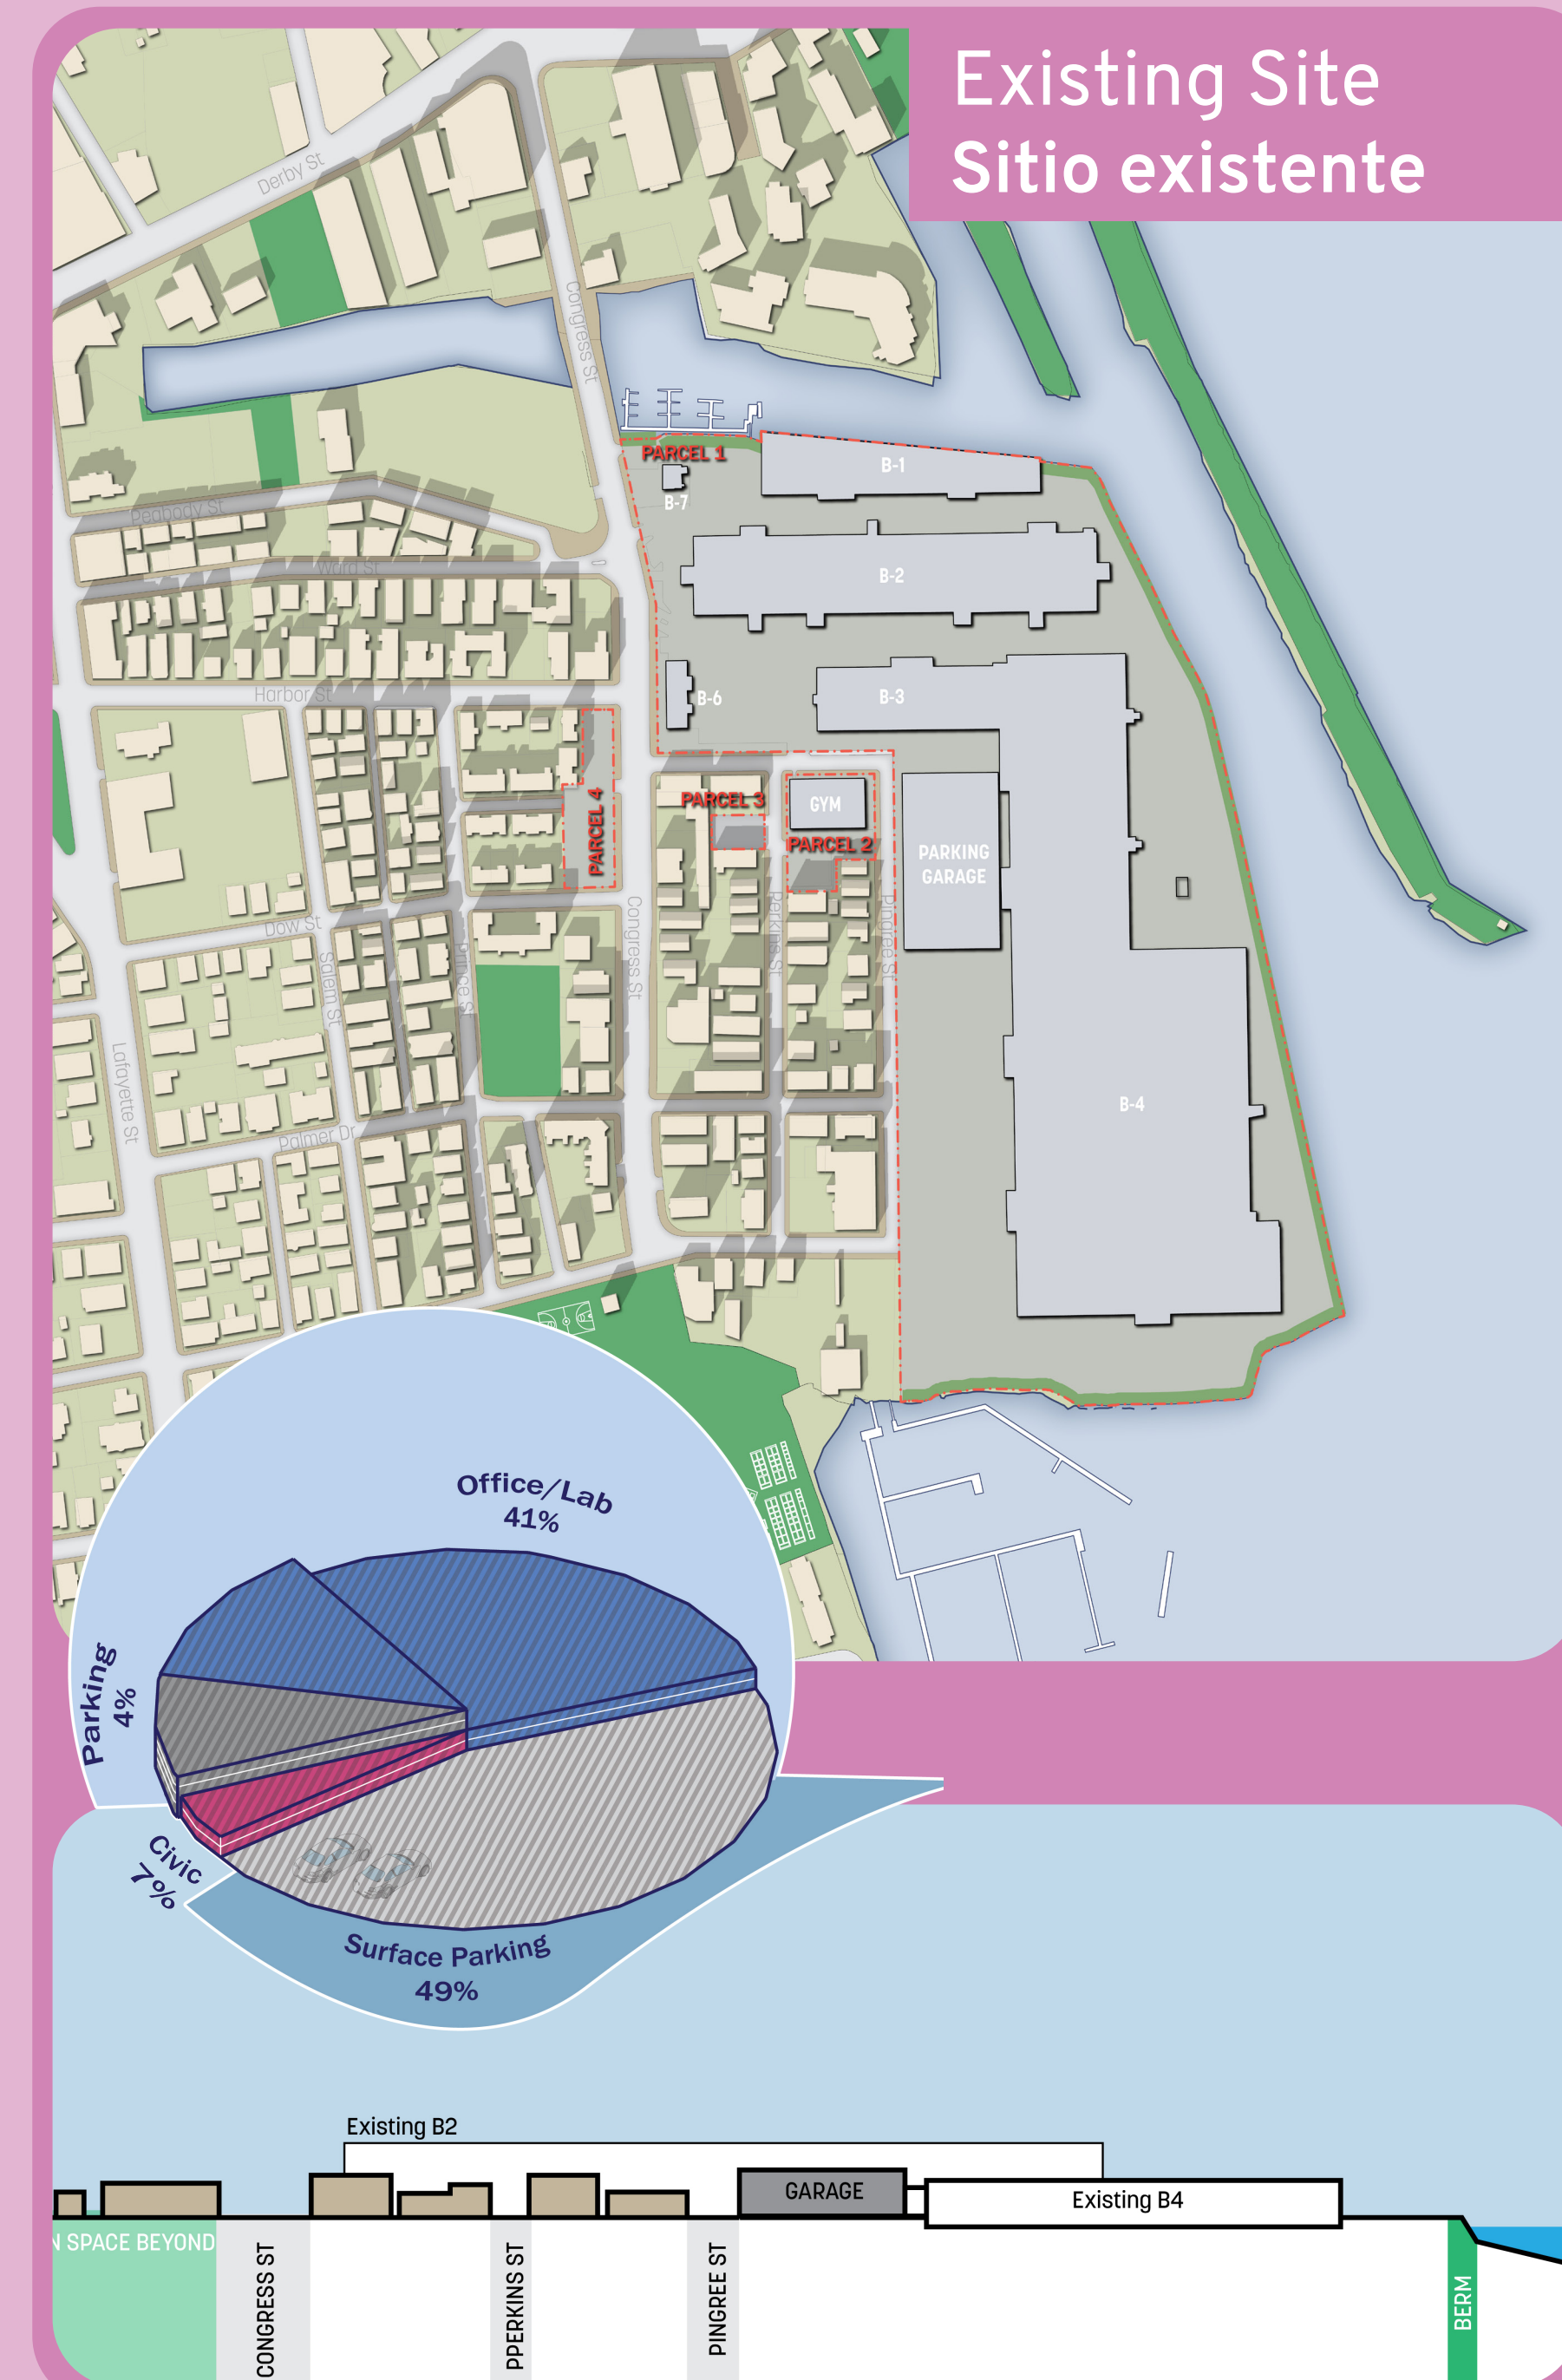 Existing Site
Sitio existente
Derby St
Congress St
PARCEL 1
B-1
B-7
Peabody St
B-2
Ward St
Harbor St
B-6
B-3
PARCEL 4
PARCEL 3
GYM
PARCEL 2
PARKING
GARAGE
Dow St
Salem St
Prince St
Congress St
Perkins St
Pingree St
Lafayette St
Palmer Dr
B-4
Office/Lab
41%
Parking
4%
Civic
7%
Surface Parking
49%
Existing B2
GARAGE
Existing B4
N SPACE BEYOND
CONGRESS ST
PPERKINS ST
PINGREE ST
BERM